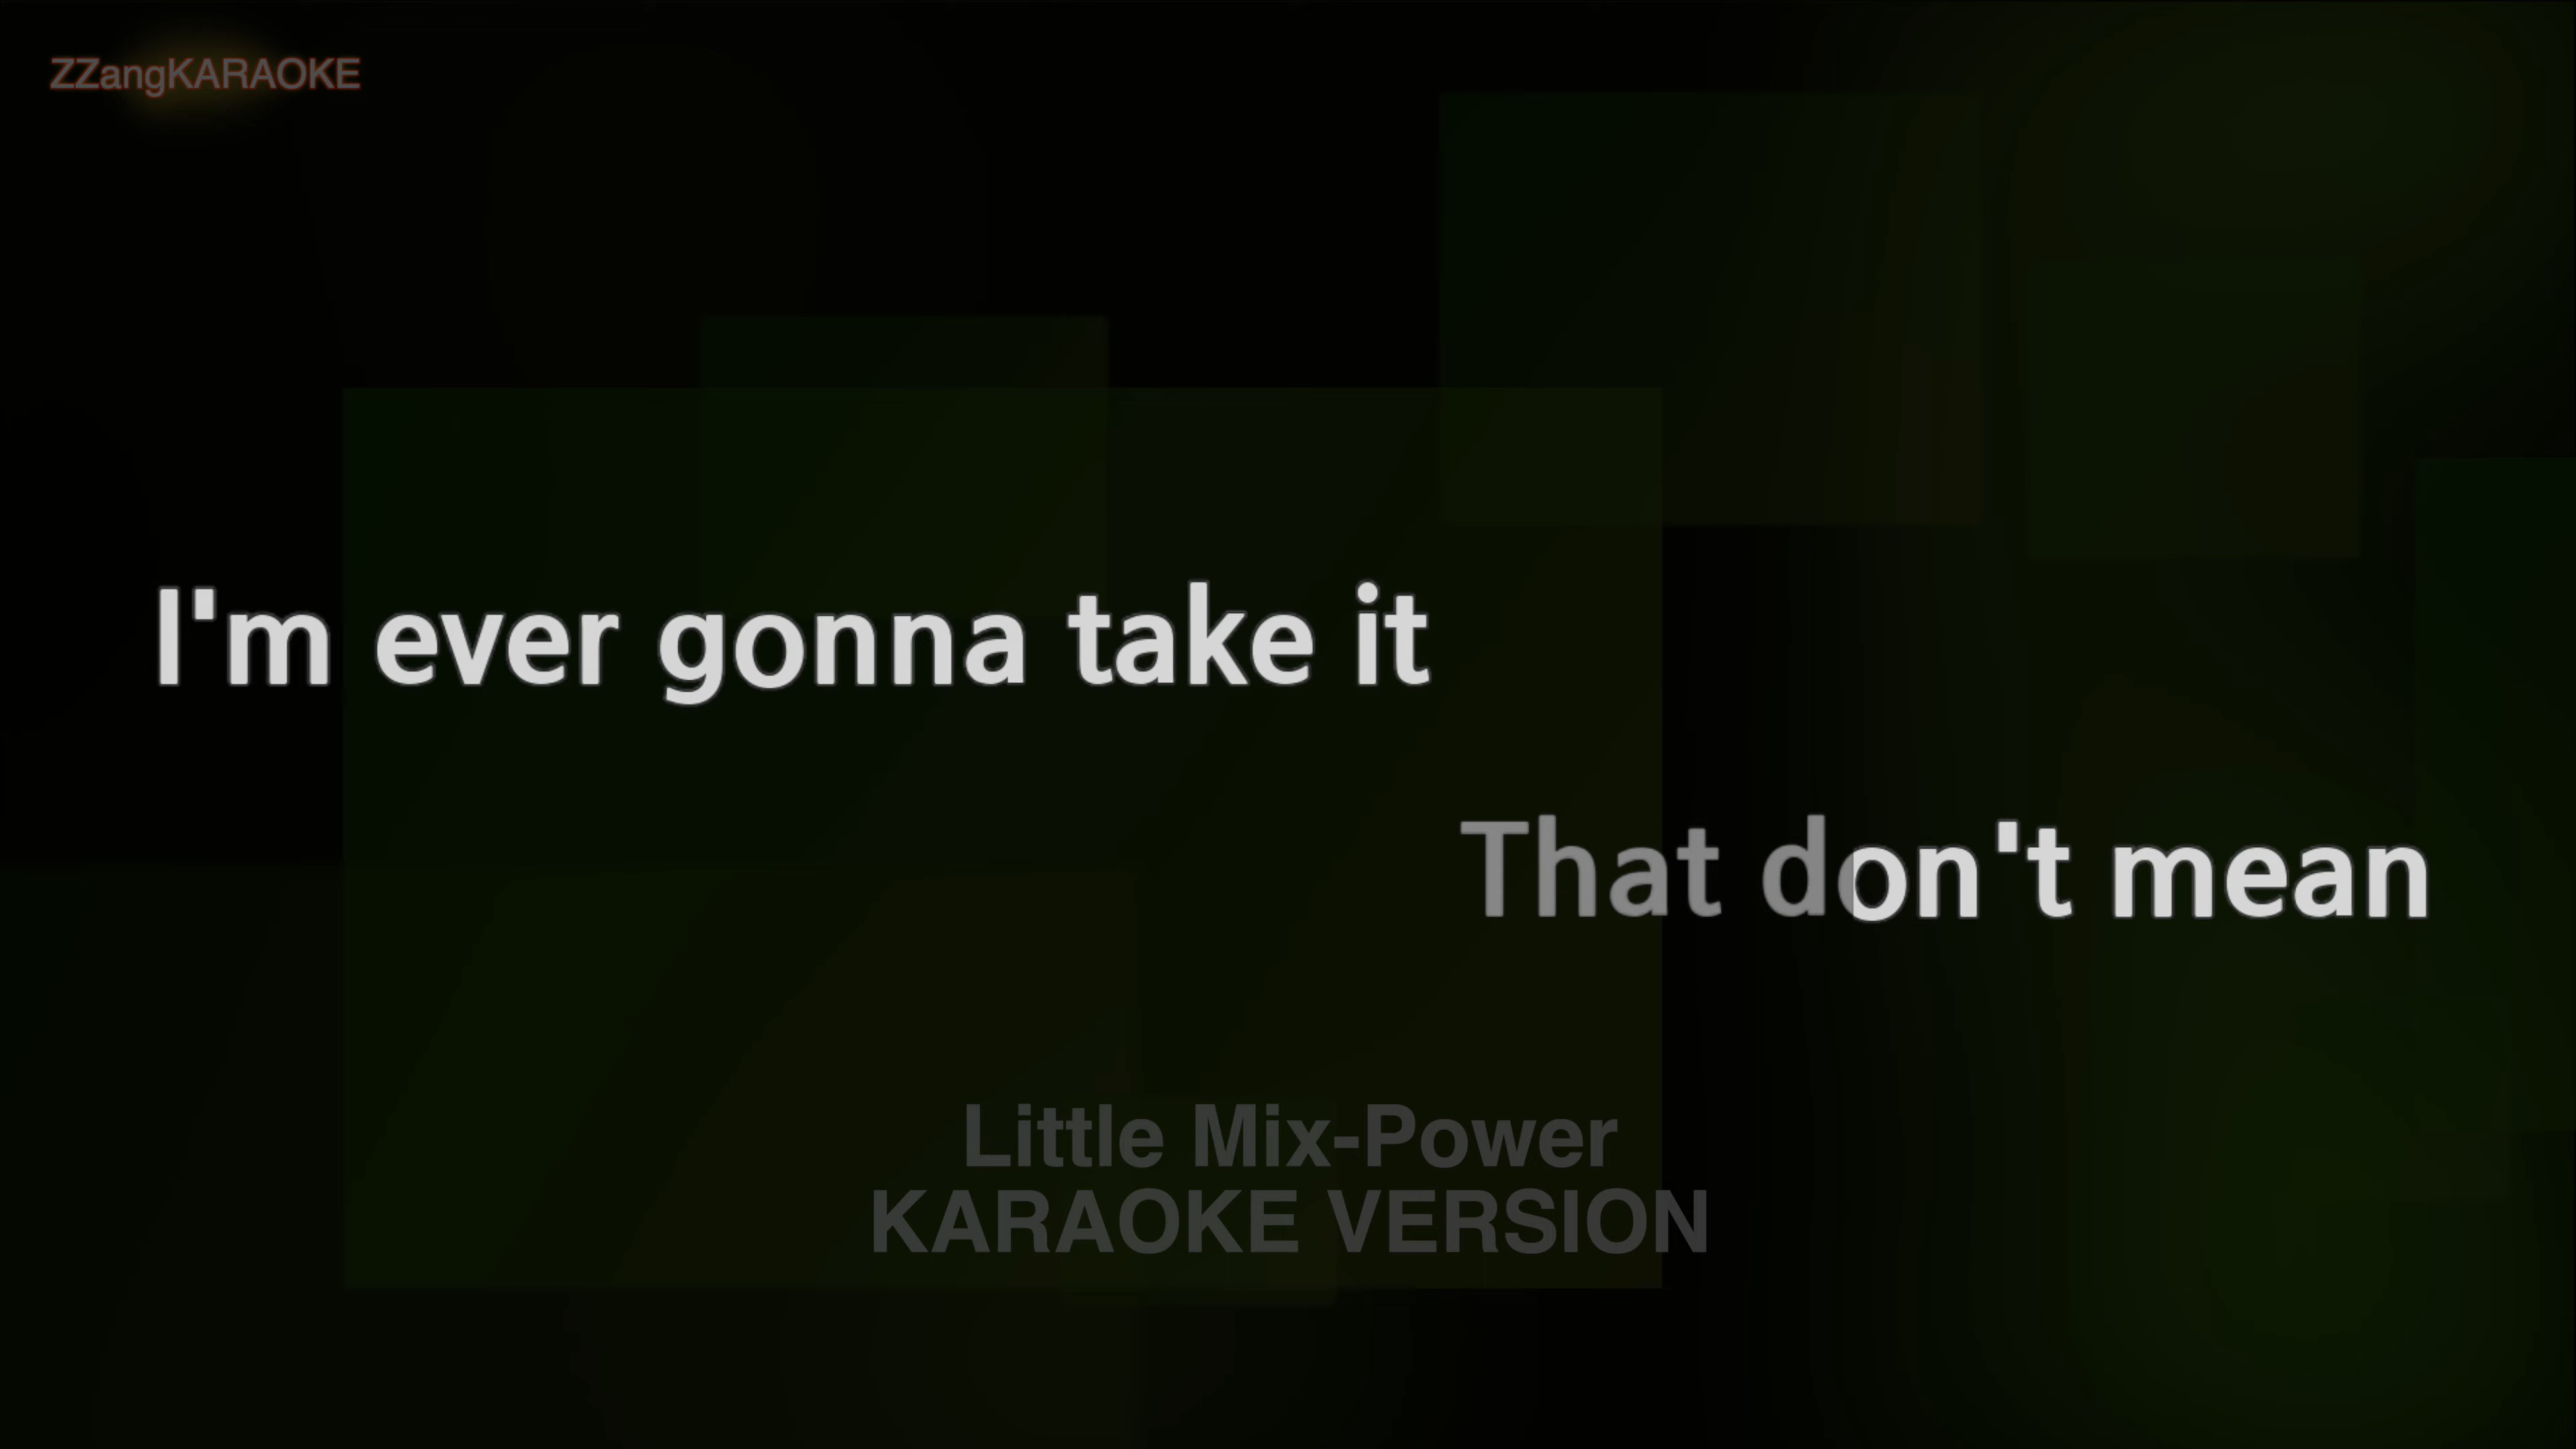 ZZangKARAOKE
I'm ever gonna take it
That don't mean
Little Mix-Power
KARAOKE VERSION